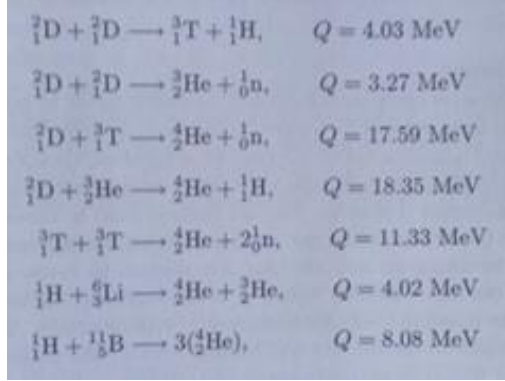 ²₁D + ²₁D ⟶ ³₁T + ¹₁H, Q = 4.03 MeV
²₁D + ²₁D ⟶ ³₂He + ¹₀n, Q = 3.27 MeV
²₁D + ³₁T ⟶ ⁴₂He + ¹₀n, Q = 17.59 MeV
²₁D + ³₂He ⟶ ⁴₂He + ¹₁H, Q = 18.35 MeV
³₁T + ³₁T ⟶ ⁴₂He + 2¹₀n, Q = 11.33 MeV
¹₁H + ⁶₃Li ⟶ ⁴₂He + ³₂He, Q = 4.02 MeV
¹₁H + ¹¹₅B ⟶ 3(⁴₂He), Q = 8.08 MeV